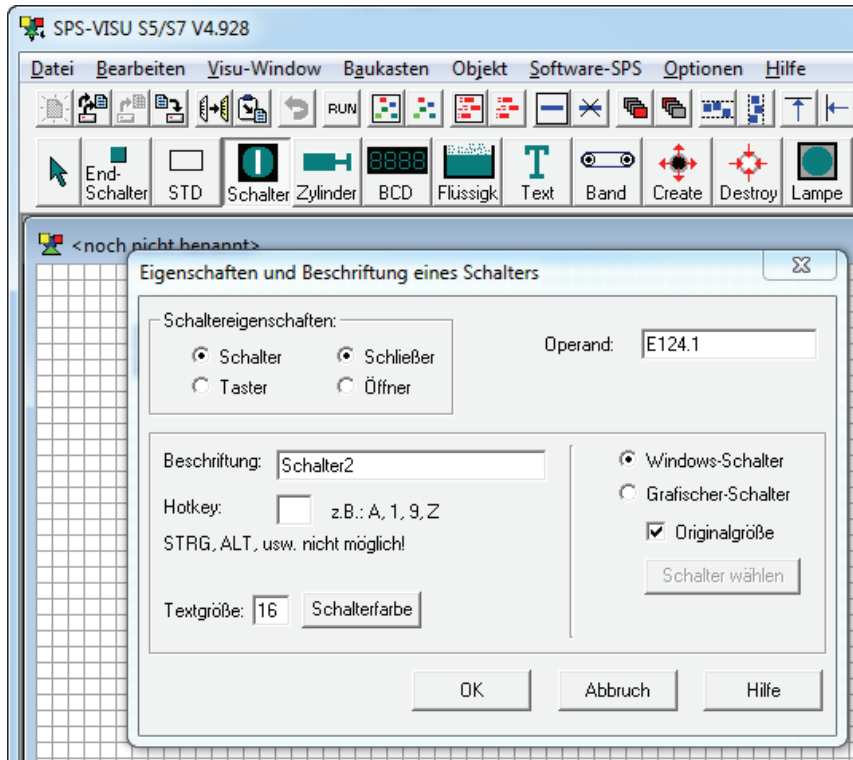 SPS-VISU S5/S7 V4.928
Datei Bearbeiten Visu-Window Baukasten Objekt Software-SPS Optionen Hilfe
RUN
8888 T
End-Schalter STD Schalter Zylinder BCD Flüssigk Text Band Create Destroy Lampe
<noch nicht benannt>
Eigenschaften und Beschriftung eines Schalters
Schaltereigenschaften:
Schalter Schließer
Taster Öffner
Operand: E124.1
Beschriftung: Schalter2
Hotkey: z.B.: A, 1, 9, Z
STRG, ALT, usw. nicht möglich!
Textgröße: 16 Schalterfarbe
Windows-Schalter
Grafischer-Schalter
Originalgröße
Schalter wählen
OK Abbruch Hilfe